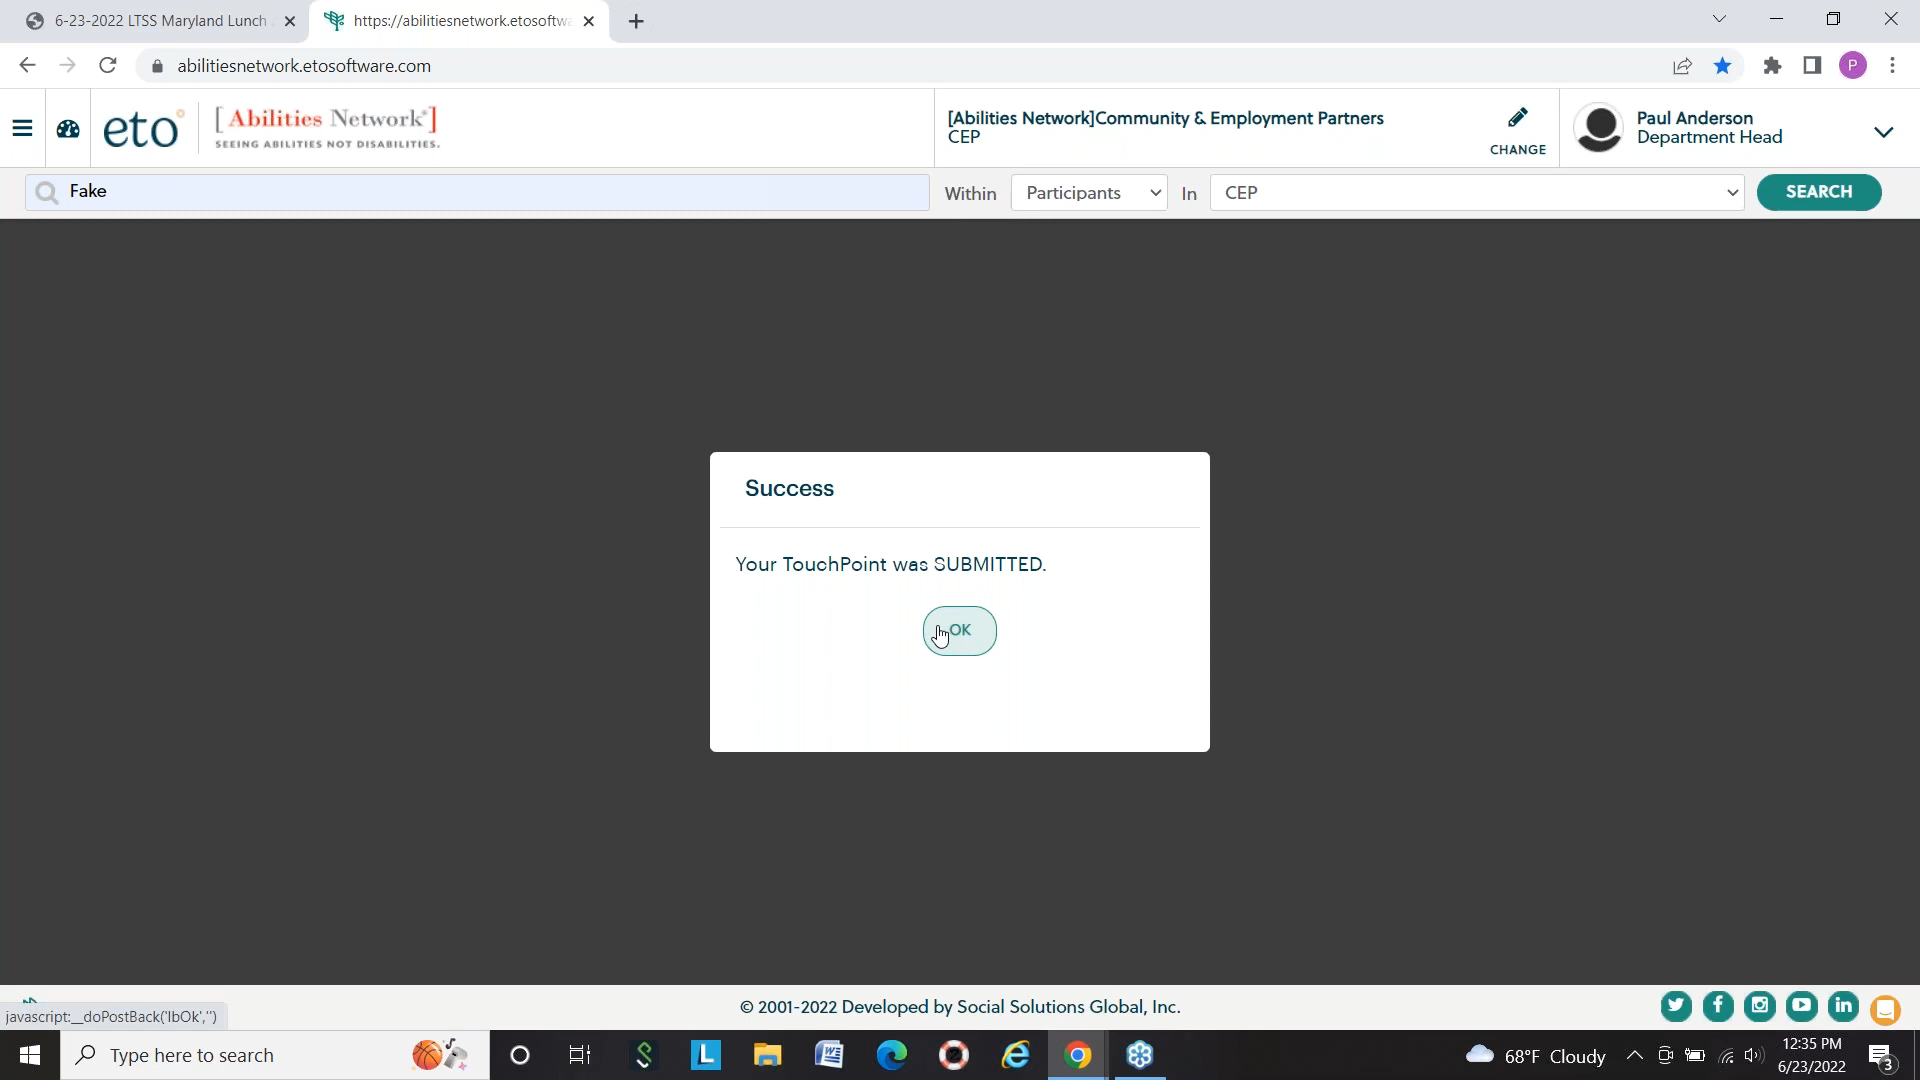 6-23-2022 LTSS Maryland Lunch
https://abilitiesnetwork.etosoftwa
abilitiesnetwork.etosoftware.com
P
eto
[ Abilities Network® ]
SEEING ABILITIES NOT DISABILITIES.
[Abilities Network]Community & Employment Partners
CEP
CHANGE
Paul Anderson
Department Head
Fake
Within
Participants
In
CEP
SEARCH
Success
Your TouchPoint was SUBMITTED.
OK
© 2001-2022 Developed by Social Solutions Global, Inc.
javascript:__doPostBack('lbOk','')
Type here to search
68°F Cloudy
12:35 PM
6/23/2022
3